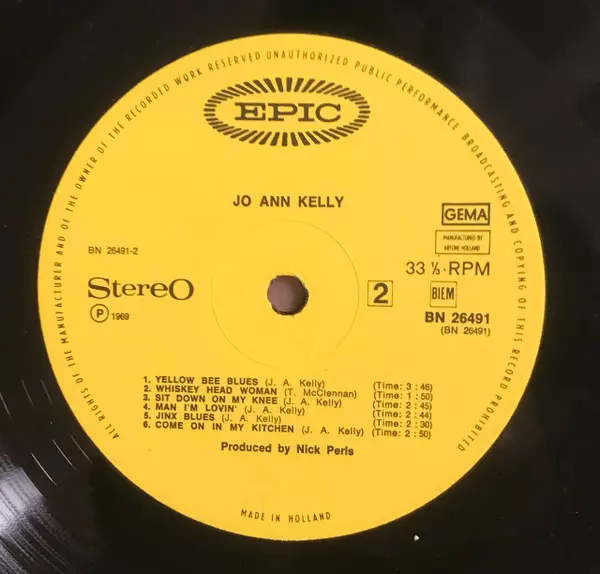 ALL RIGHTS OF THE MANUFACTURER AND OF THE OWNER OF THE RECORDED WORK RESERVED UNAUTHORIZED PUBLIC PERFORMANCE BROADCASTING AND COPYING OF THIS RECORD PROHIBITED
EPIC
JO ANN KELLY
GEMA
MANUFACTURED BY
ARTONE HOLLAND
BN 26491-2
33 ⅓ RPM
StereO
2
BIEM
Ⓟ 1969
BN 26491
(BN 26491)
1. YELLOW BEE BLUES (J. A. Kelly) (Time: 3 : 46)
2. WHISKEY HEAD WOMAN (T. McClennan) (Time: 1 : 50)
3. SIT DOWN ON MY KNEE (J. A. Kelly) (Time: 2 : 45)
4. MAN I'M LOVIN' (J. A. Kelly) (Time: 2 : 44)
5. JINX BLUES (J. A. Kelly) (Time: 2 : 30)
6. COME ON IN MY KITCHEN (J. A. Kelly) (Time: 2 : 50)
Produced by Nick Perls
MADE IN HOLLAND